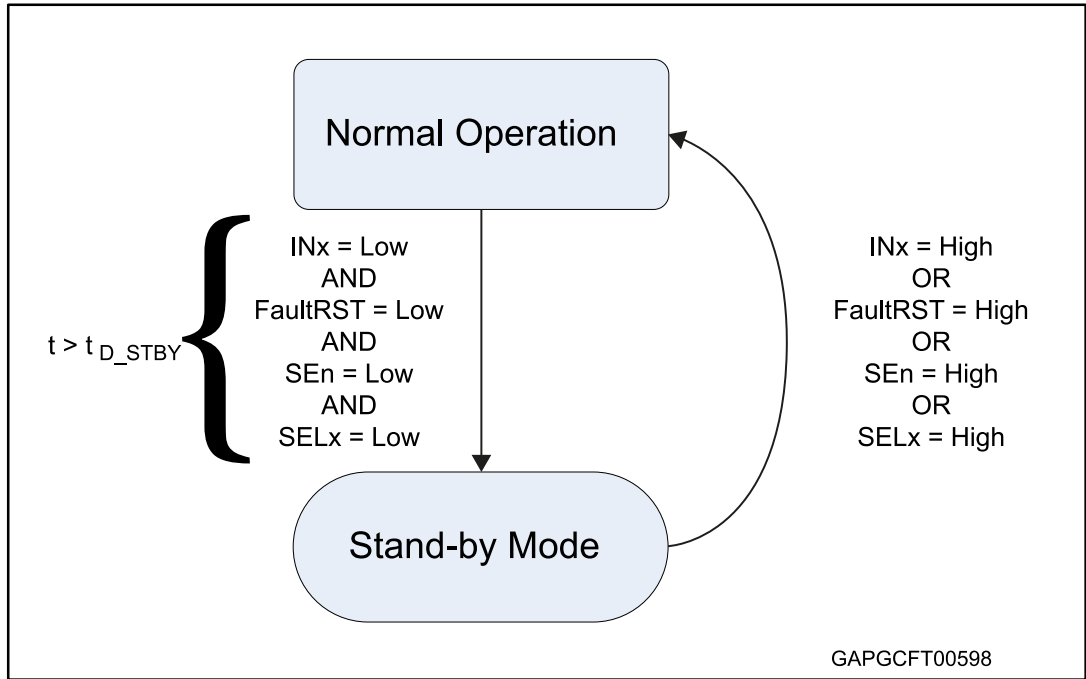 Normal Operation
INx = Low
AND
FaultRST = Low
AND
SEn = Low
AND
SELx = Low
t > t D_STBY
INx = High
OR
FaultRST = High
OR
SEn = High
OR
SELx = High
Stand-by Mode
GAPGCFT00598